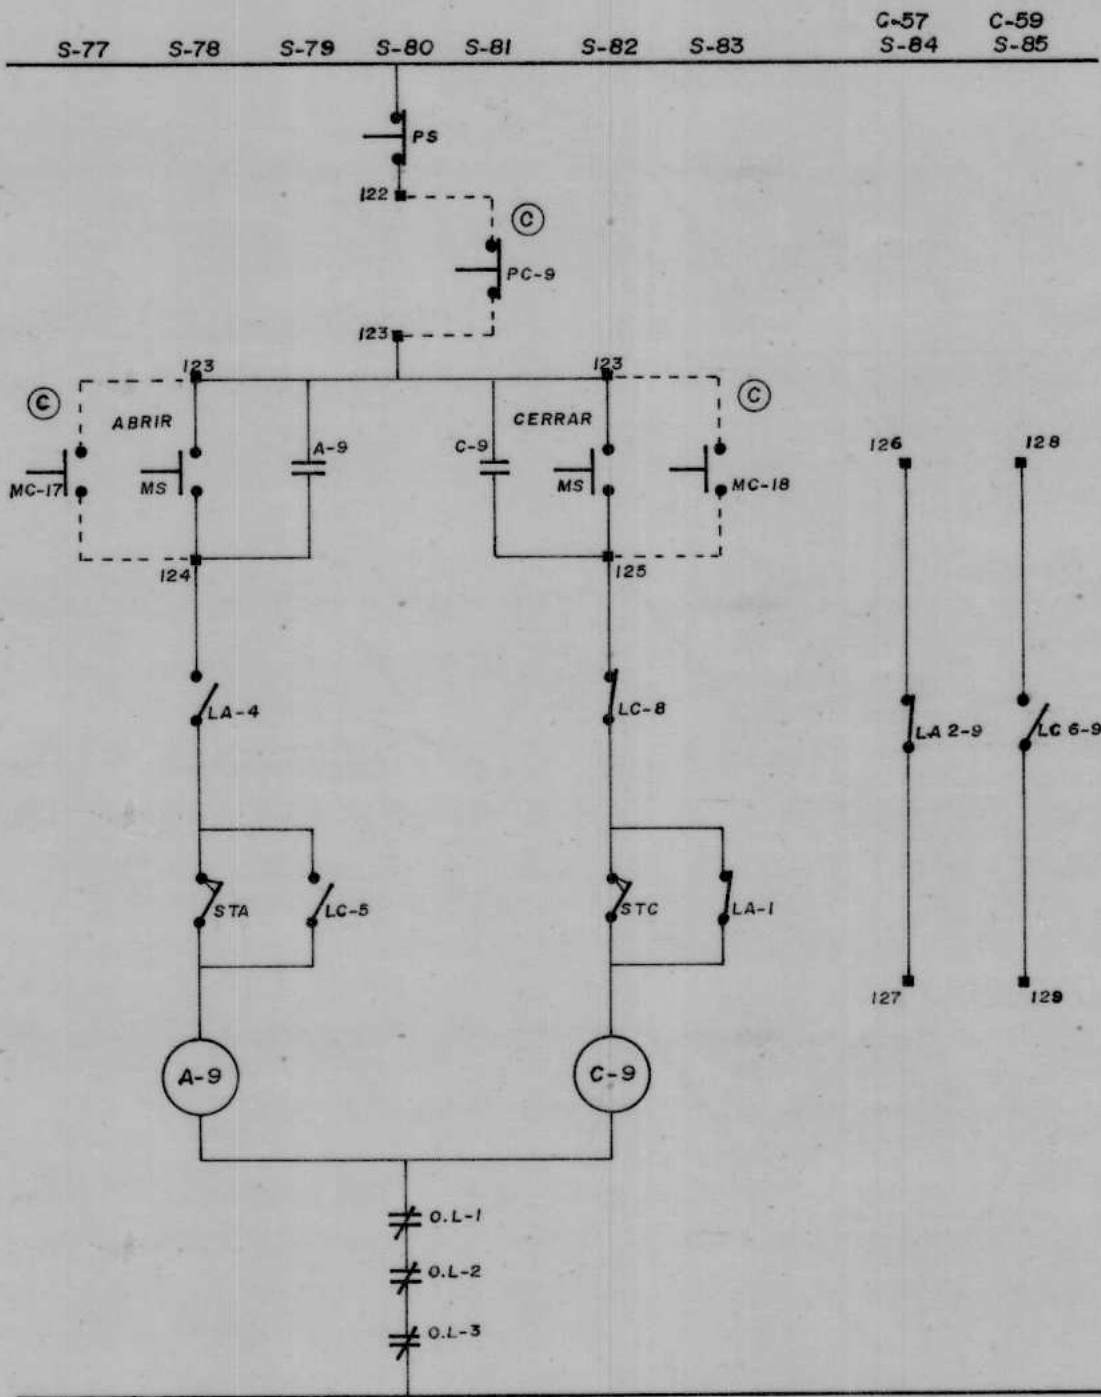 C-57 C-59
S-77 S-78 S-79 S-80 S-81 S-82 S-83 S-84 S-85
PS
122
C
PC-9
123
123 123
C C
ABRIR CERRAR
A-9 C-9
126 128
MC-17 MS MS MC-18
124 125
LA-4 LC-8
LA 2-9 LC 6-9
STA LC-5 STC LA-1
127 129
A-9 C-9
O.L-1
O.L-2
O.L-3